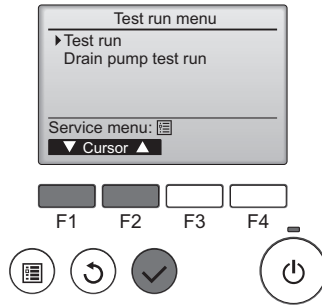 Test run menu
Test run
Drain pump test run
Service menu:
Cursor
F1 F2 F3 F4